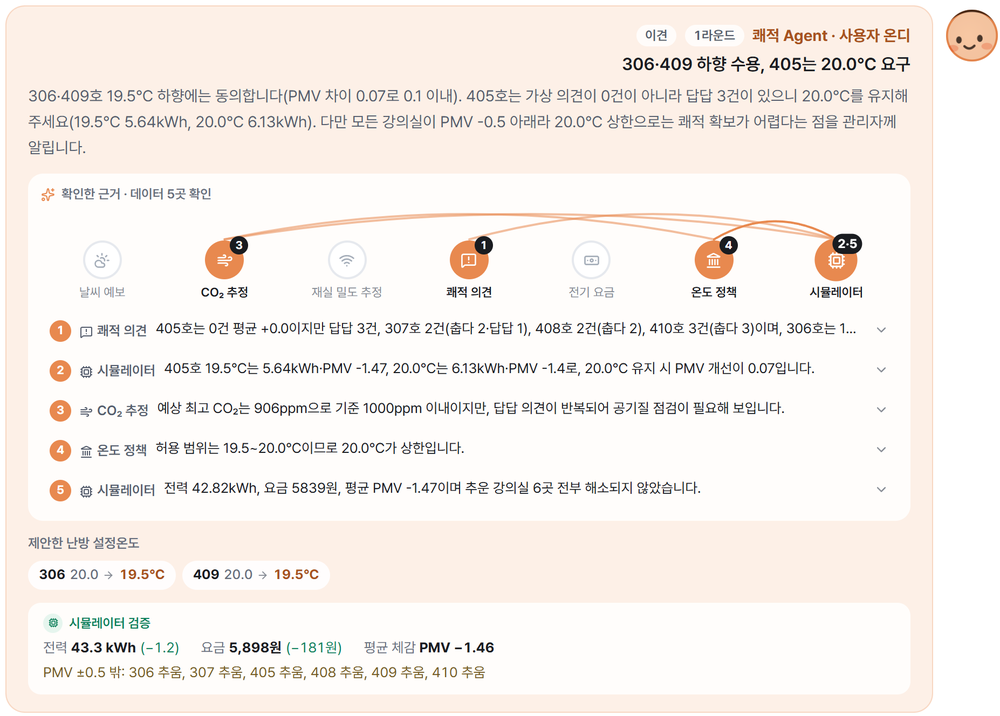 이견 1라운드 쾌적 Agent · 사용자 온디
306·409 하향 수용, 405는 20.0°C 요구
306·409호 19.5°C 하향에는 동의합니다(PMV 차이 0.07로 0.1 이내). 405호는 가상 의견이 0건이 아니라 답답 3건이 있으니 20.0°C를 유지해
주세요(19.5°C 5.64kWh, 20.0°C 6.13kWh). 다만 모든 강의실이 PMV -0.5 아래라 20.0°C 상한으로는 쾌적 확보가 어렵다는 점을 관리자께
알립니다.
확인한 근거 · 데이터 5곳 확인
3 1 4 2·5
날씨 예보 CO₂ 추정 재실 밀도 추정 쾌적 의견 전기 요금 온도 정책 시뮬레이터
1 쾌적 의견 405호는 0건 평균 +0.0이지만 답답 3건, 307호 2건(춥다 2·답답 1), 408호 2건(춥다 2), 410호 3건(춥다 3)이며, 306호는 1...
2 시뮬레이터 405호 19.5°C는 5.64kWh·PMV -1.47, 20.0°C는 6.13kWh·PMV -1.4로, 20.0°C 유지 시 PMV 개선이 0.07입니다.
3 CO₂ 추정 예상 최고 CO₂는 906ppm으로 기준 1000ppm 이내이지만, 답답 의견이 반복되어 공기질 점검이 필요해 보입니다.
4 온도 정책 허용 범위는 19.5~20.0°C이므로 20.0°C가 상한입니다.
5 시뮬레이터 전력 42.82kWh, 요금 5839원, 평균 PMV -1.47이며 추운 강의실 6곳 전부 해소되지 않았습니다.
제안한 난방 설정온도
306 20.0 → 19.5°C 409 20.0 → 19.5°C
시뮬레이터 검증
전력 43.3 kWh (−1.2) 요금 5,898원 (−181원) 평균 체감 PMV −1.46
PMV ±0.5 밖: 306 추움, 307 추움, 405 추움, 408 추움, 409 추움, 410 추움